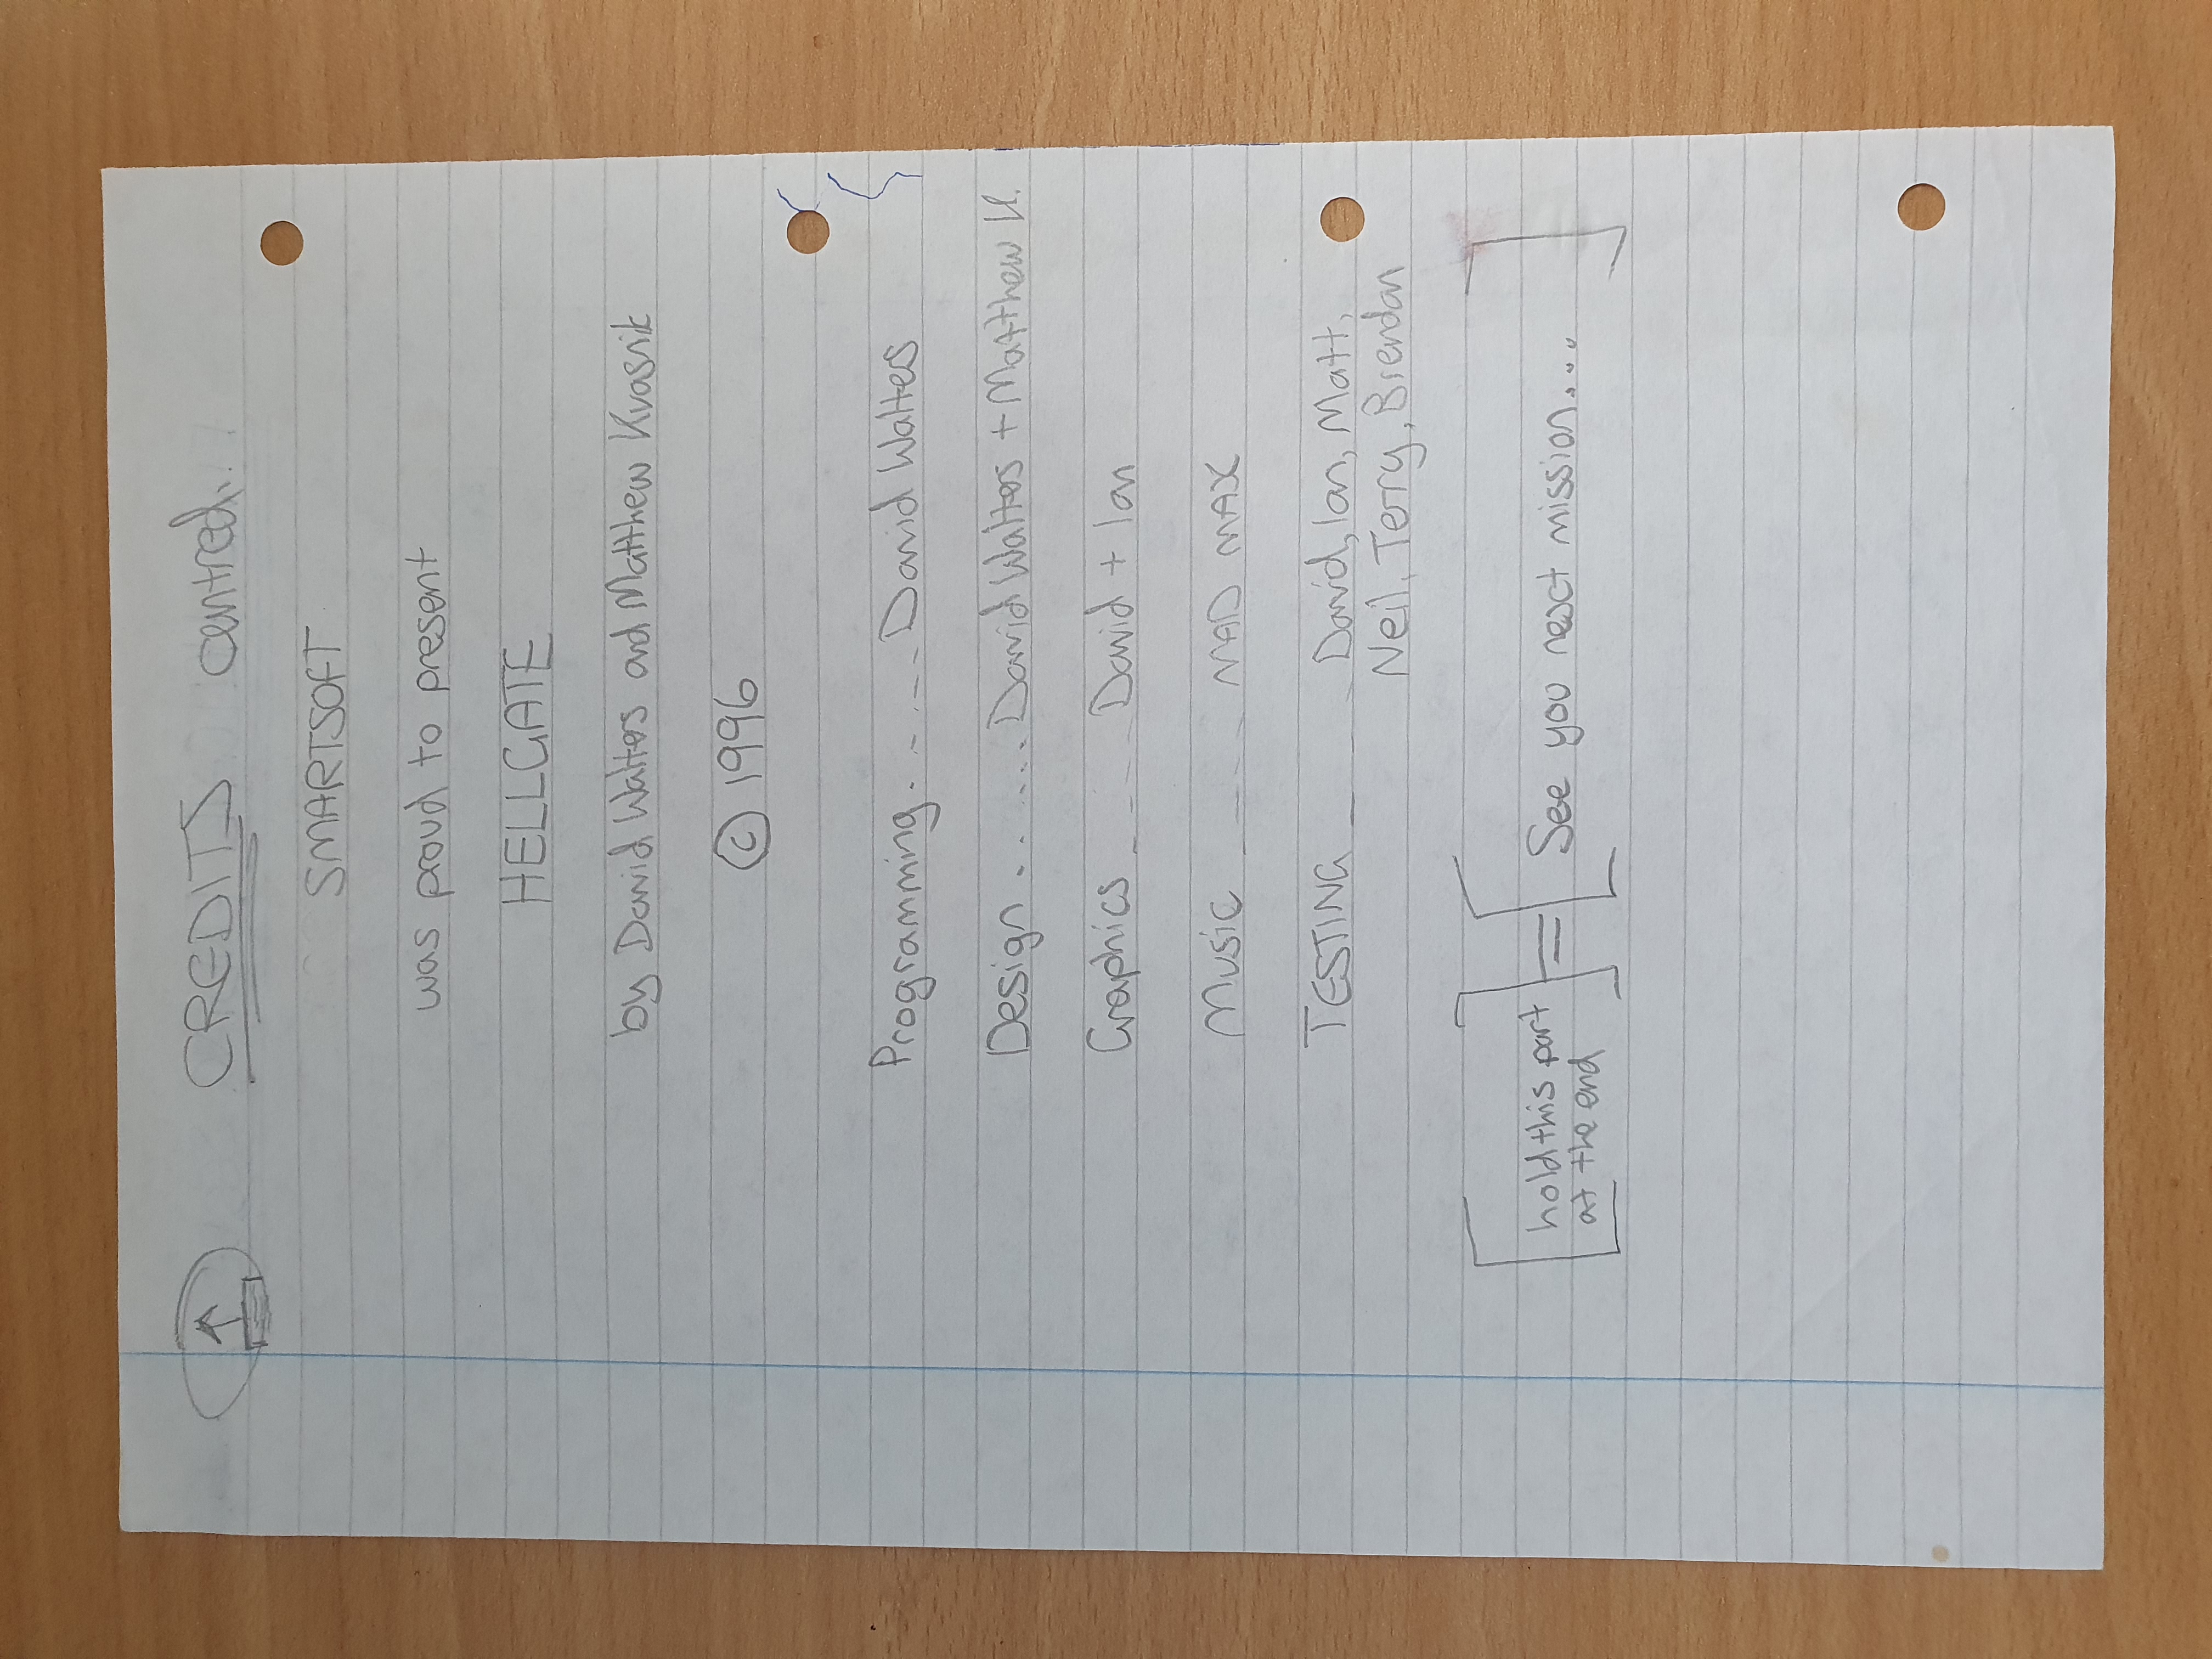 CREDITS centred.
SMARTSOFT
was proud to present
HELLGATE
by David Walters and Matthew Kvasnik
© 1996
Programming. - - -- David Walters
Design . . . . . . David Walters + Matthew K.
Graphics - - - - - David + Ian
Music - - - - - MAD MAX
TESTING - - - David, Ian, Matt,
Neil, Terry, Brendan
[hold this part at the end] = [See you next mission....]